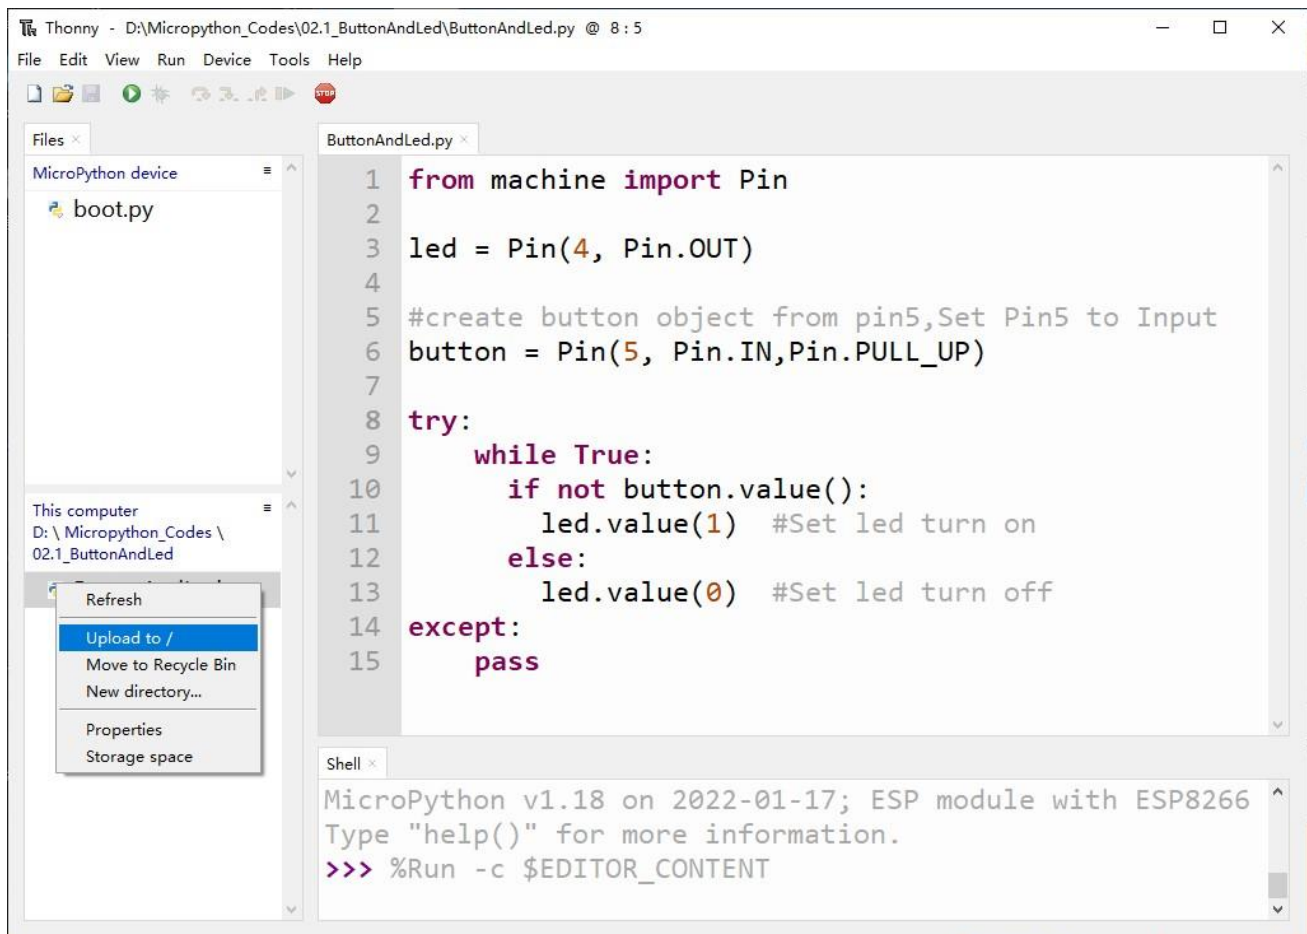 Thonny - D:\Micropython_Codes\02.1_ButtonAndLed\ButtonAndLed.py @ 8 : 5
File Edit View Run Device Tools Help
STOP
Files ×
MicroPython device
boot.py
This computer
D: \ Micropython_Codes \
02.1_ButtonAndLed
Refresh
Upload to /
Move to Recycle Bin
New directory...
Properties
Storage space
ButtonAndLed.py ×
1 from machine import Pin
2
3 led = Pin(4, Pin.OUT)
4
5 #create button object from pin5,Set Pin5 to Input
6 button = Pin(5, Pin.IN,Pin.PULL_UP)
7
8 try:
9     while True:
10       if not button.value():
11         led.value(1)  #Set led turn on
12       else:
13         led.value(0)  #Set led turn off
14 except:
15     pass
Shell ×
MicroPython v1.18 on 2022-01-17; ESP module with ESP8266
Type "help()" for more information.
>>> %Run -c $EDITOR_CONTENT